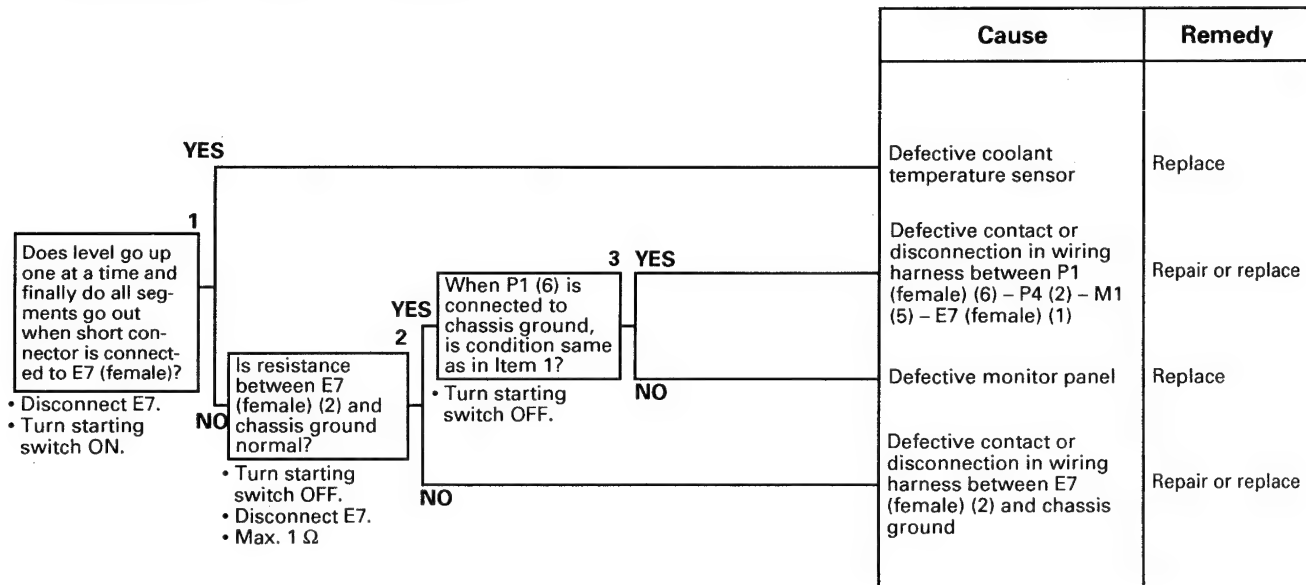 Cause
Remedy
YES
Defective coolant
temperature sensor
Replace
1
Does level go up
one at a time and
finally do all seg-
ments go out
when short con-
nector is connect-
ed to E7 (female)?
• Disconnect E7.
• Turn starting
switch ON.
NO
YES
2
Is resistance
between E7
(female) (2) and
chassis ground
normal?
• Turn starting
switch OFF.
• Disconnect E7.
• Max. 1 Ω
3
When P1 (6) is
connected to
chassis ground,
is condition same
as in Item 1?
• Turn starting
switch OFF.
YES
Defective contact or
disconnection in wiring
harness between P1
(female) (6) – P4 (2) – M1
(5) – E7 (female) (1)
Repair or replace
NO
Defective monitor panel
Replace
NO
Defective contact or
disconnection in wiring
harness between E7
(female) (2) and chassis
ground
Repair or replace